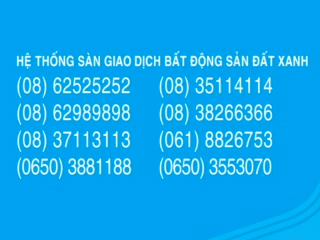 HỆ THỐNG SÀN GIAO DỊCH BẤT ĐỘNG SẢN ĐẤT XANH
(08) 62525252 (08) 35114114
(08) 62989898 (08) 38266366
(08) 37113113 (061) 8826753
(0650) 3881188 (0650) 3553070